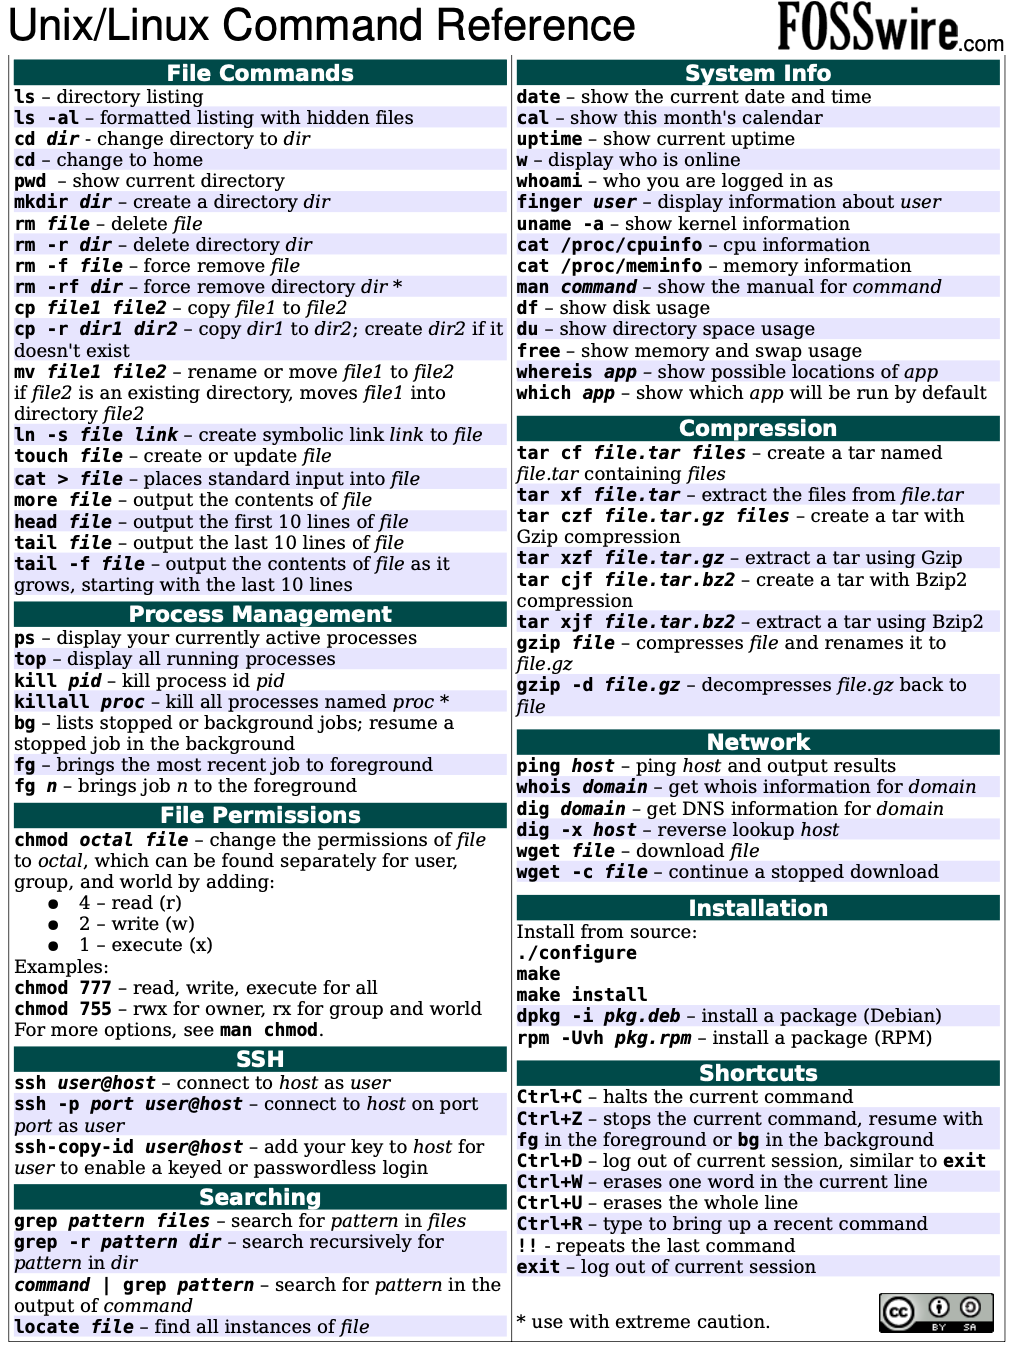 Unix/Linux Command Reference
FOSSwire.com
File Commands
ls – directory listing
ls -al – formatted listing with hidden files
cd dir - change directory to dir
cd – change to home
pwd – show current directory
mkdir dir – create a directory dir
rm file – delete file
rm -r dir – delete directory dir
rm -f file – force remove file
rm -rf dir – force remove directory dir *
cp file1 file2 – copy file1 to file2
cp -r dir1 dir2 – copy dir1 to dir2; create dir2 if it
doesn't exist
mv file1 file2 – rename or move file1 to file2
if file2 is an existing directory, moves file1 into
directory file2
ln -s file link – create symbolic link link to file
touch file – create or update file
cat > file – places standard input into file
more file – output the contents of file
head file – output the first 10 lines of file
tail file – output the last 10 lines of file
tail -f file – output the contents of file as it
grows, starting with the last 10 lines
Process Management
ps – display your currently active processes
top – display all running processes
kill pid – kill process id pid
killall proc – kill all processes named proc *
bg – lists stopped or background jobs; resume a
stopped job in the background
fg – brings the most recent job to foreground
fg n – brings job n to the foreground
File Permissions
chmod octal file – change the permissions of file
to octal, which can be found separately for user,
group, and world by adding:
● 4 – read (r)
● 2 – write (w)
● 1 – execute (x)
Examples:
chmod 777 – read, write, execute for all
chmod 755 – rwx for owner, rx for group and world
For more options, see man chmod.
SSH
ssh user@host – connect to host as user
ssh -p port user@host – connect to host on port
port as user
ssh-copy-id user@host – add your key to host for
user to enable a keyed or passwordless login
Searching
grep pattern files – search for pattern in files
grep -r pattern dir – search recursively for
pattern in dir
command | grep pattern – search for pattern in the
output of command
locate file – find all instances of file
System Info
date – show the current date and time
cal – show this month's calendar
uptime – show current uptime
w – display who is online
whoami – who you are logged in as
finger user – display information about user
uname -a – show kernel information
cat /proc/cpuinfo – cpu information
cat /proc/meminfo – memory information
man command – show the manual for command
df – show disk usage
du – show directory space usage
free – show memory and swap usage
whereis app – show possible locations of app
which app – show which app will be run by default
Compression
tar cf file.tar files – create a tar named
file.tar containing files
tar xf file.tar – extract the files from file.tar
tar czf file.tar.gz files – create a tar with
Gzip compression
tar xzf file.tar.gz – extract a tar using Gzip
tar cjf file.tar.bz2 – create a tar with Bzip2
compression
tar xjf file.tar.bz2 – extract a tar using Bzip2
gzip file – compresses file and renames it to
file.gz
gzip -d file.gz – decompresses file.gz back to
file
Network
ping host – ping host and output results
whois domain – get whois information for domain
dig domain – get DNS information for domain
dig -x host – reverse lookup host
wget file – download file
wget -c file – continue a stopped download
Installation
Install from source:
./configure
make
make install
dpkg -i pkg.deb – install a package (Debian)
rpm -Uvh pkg.rpm – install a package (RPM)
Shortcuts
Ctrl+C – halts the current command
Ctrl+Z – stops the current command, resume with
fg in the foreground or bg in the background
Ctrl+D – log out of current session, similar to exit
Ctrl+W – erases one word in the current line
Ctrl+U – erases the whole line
Ctrl+R – type to bring up a recent command
!! - repeats the last command
exit – log out of current session
* use with extreme caution.
cc
BY SA